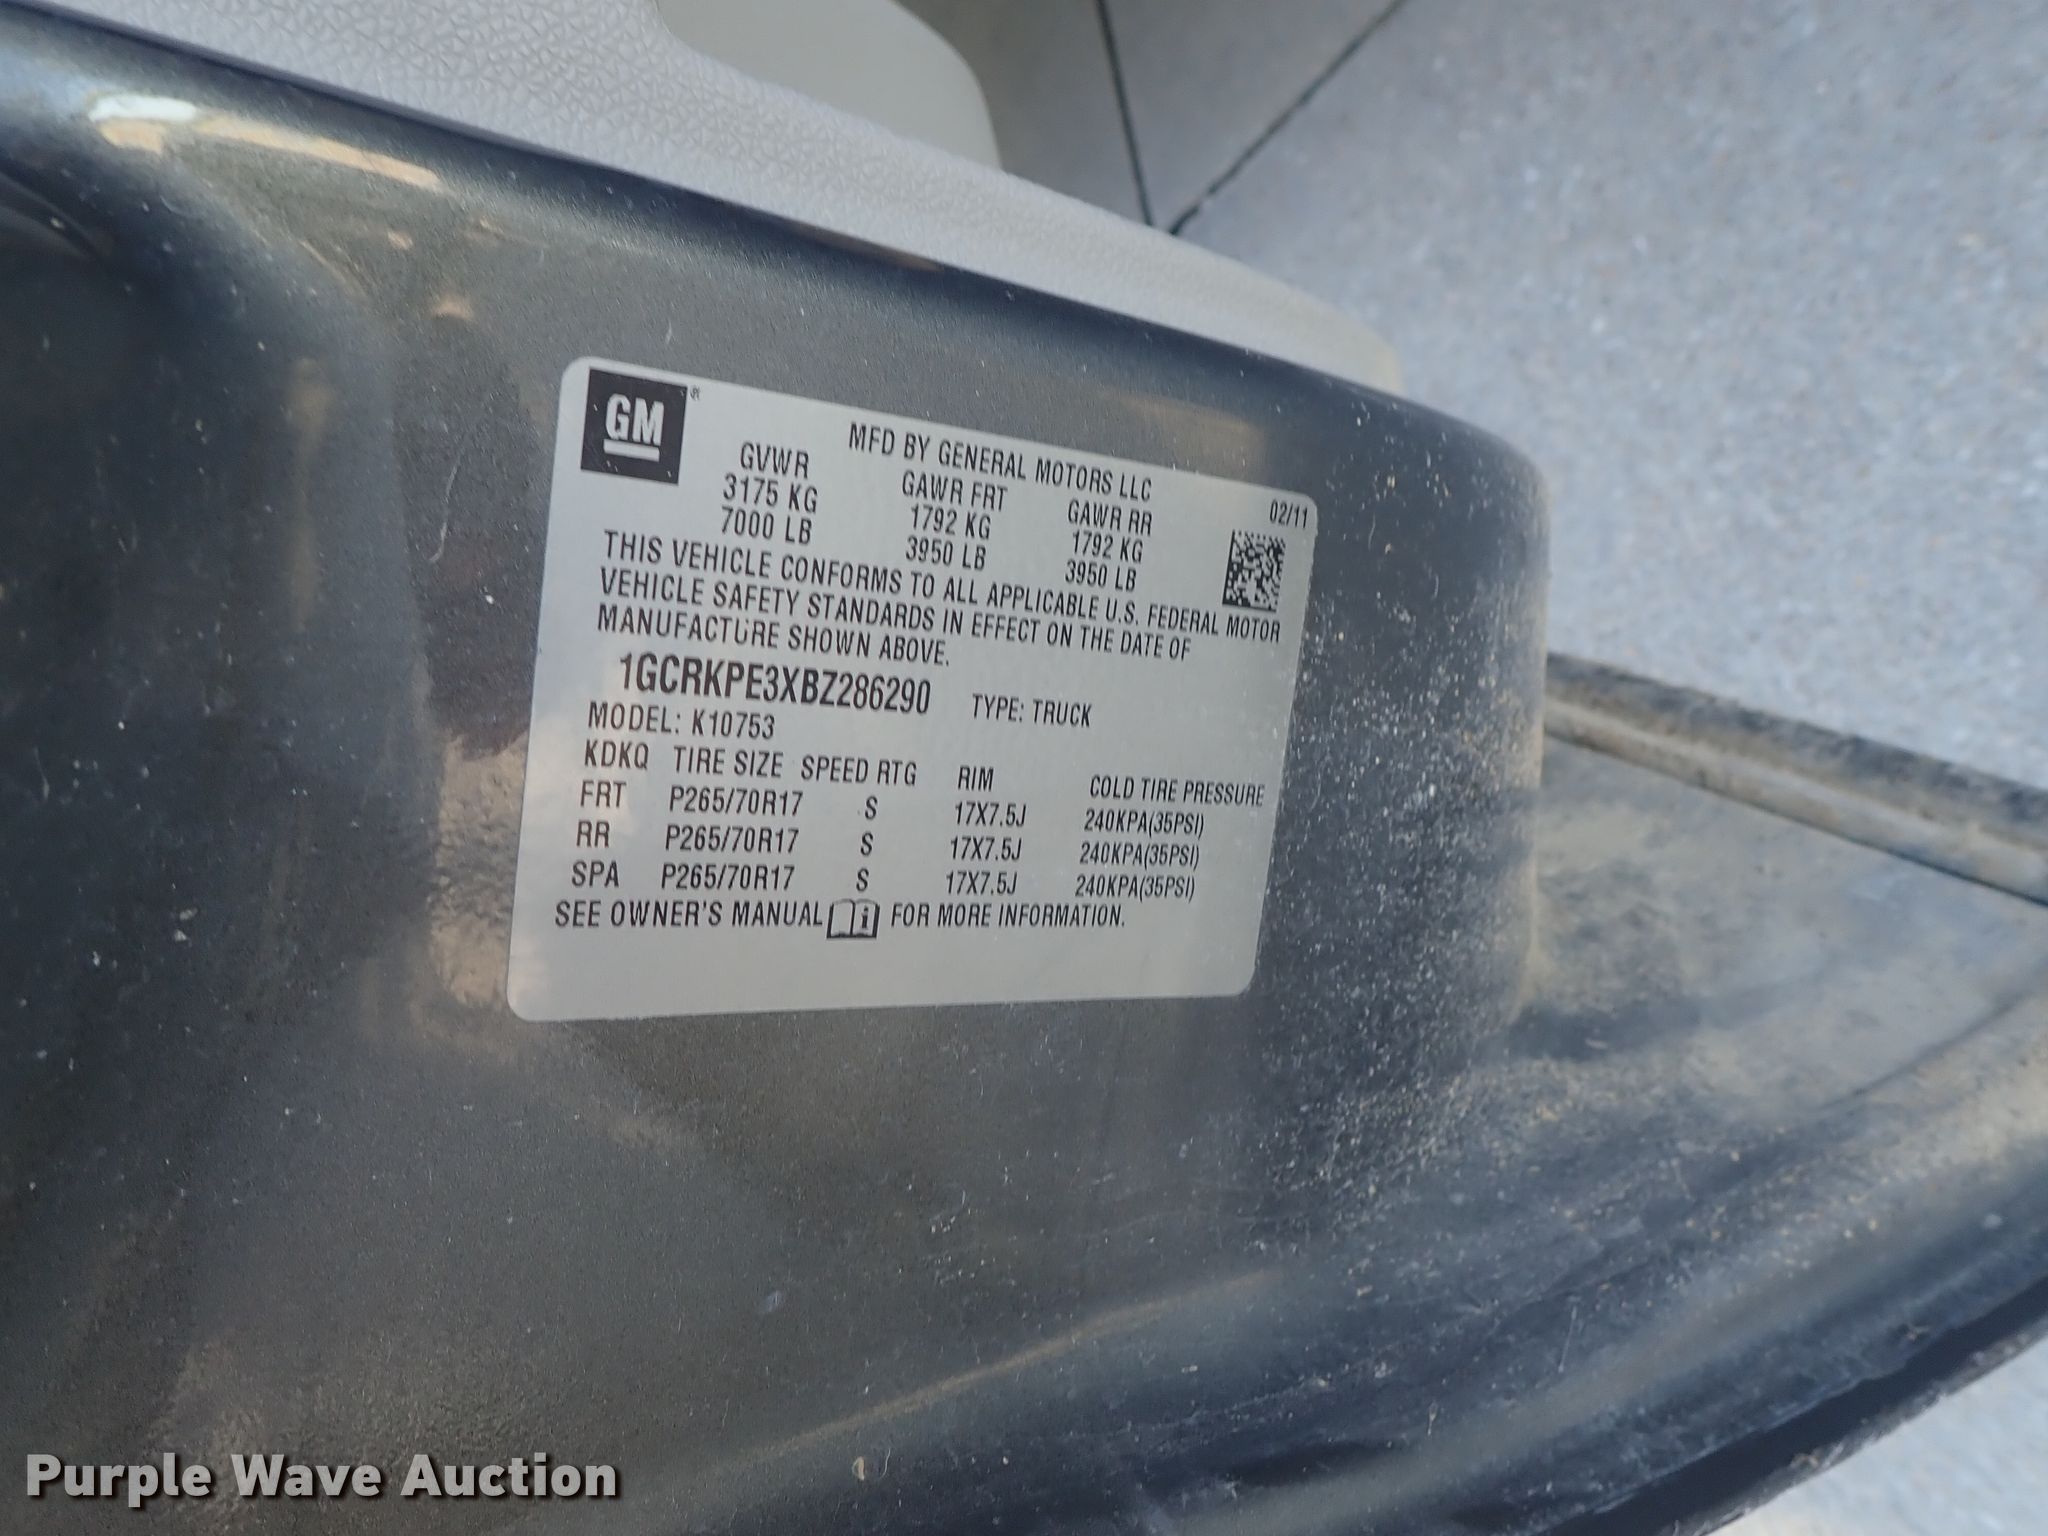 GM
MFD BY GENERAL MOTORS LLC
02/11
GVWR GAWR FRT GAWR RR
3175 KG 1792 KG 1792 KG
7000 LB 3950 LB 3950 LB
THIS VEHICLE CONFORMS TO ALL APPLICABLE U.S. FEDERAL MOTOR
VEHICLE SAFETY STANDARDS IN EFFECT ON THE DATE OF
MANUFACTURE SHOWN ABOVE.
1GCRKPE3XBZ286290 TYPE: TRUCK
MODEL: K10753
KDKQ TIRE SIZE SPEED RTG RIM COLD TIRE PRESSURE
FRT P265/70R17 S 17X7.5J 240KPA(35PSI)
RR P265/70R17 S 17X7.5J 240KPA(35PSI)
SPA P265/70R17 S 17X7.5J 240KPA(35PSI)
SEE OWNER'S MANUAL FOR MORE INFORMATION.
Purple Wave Auction